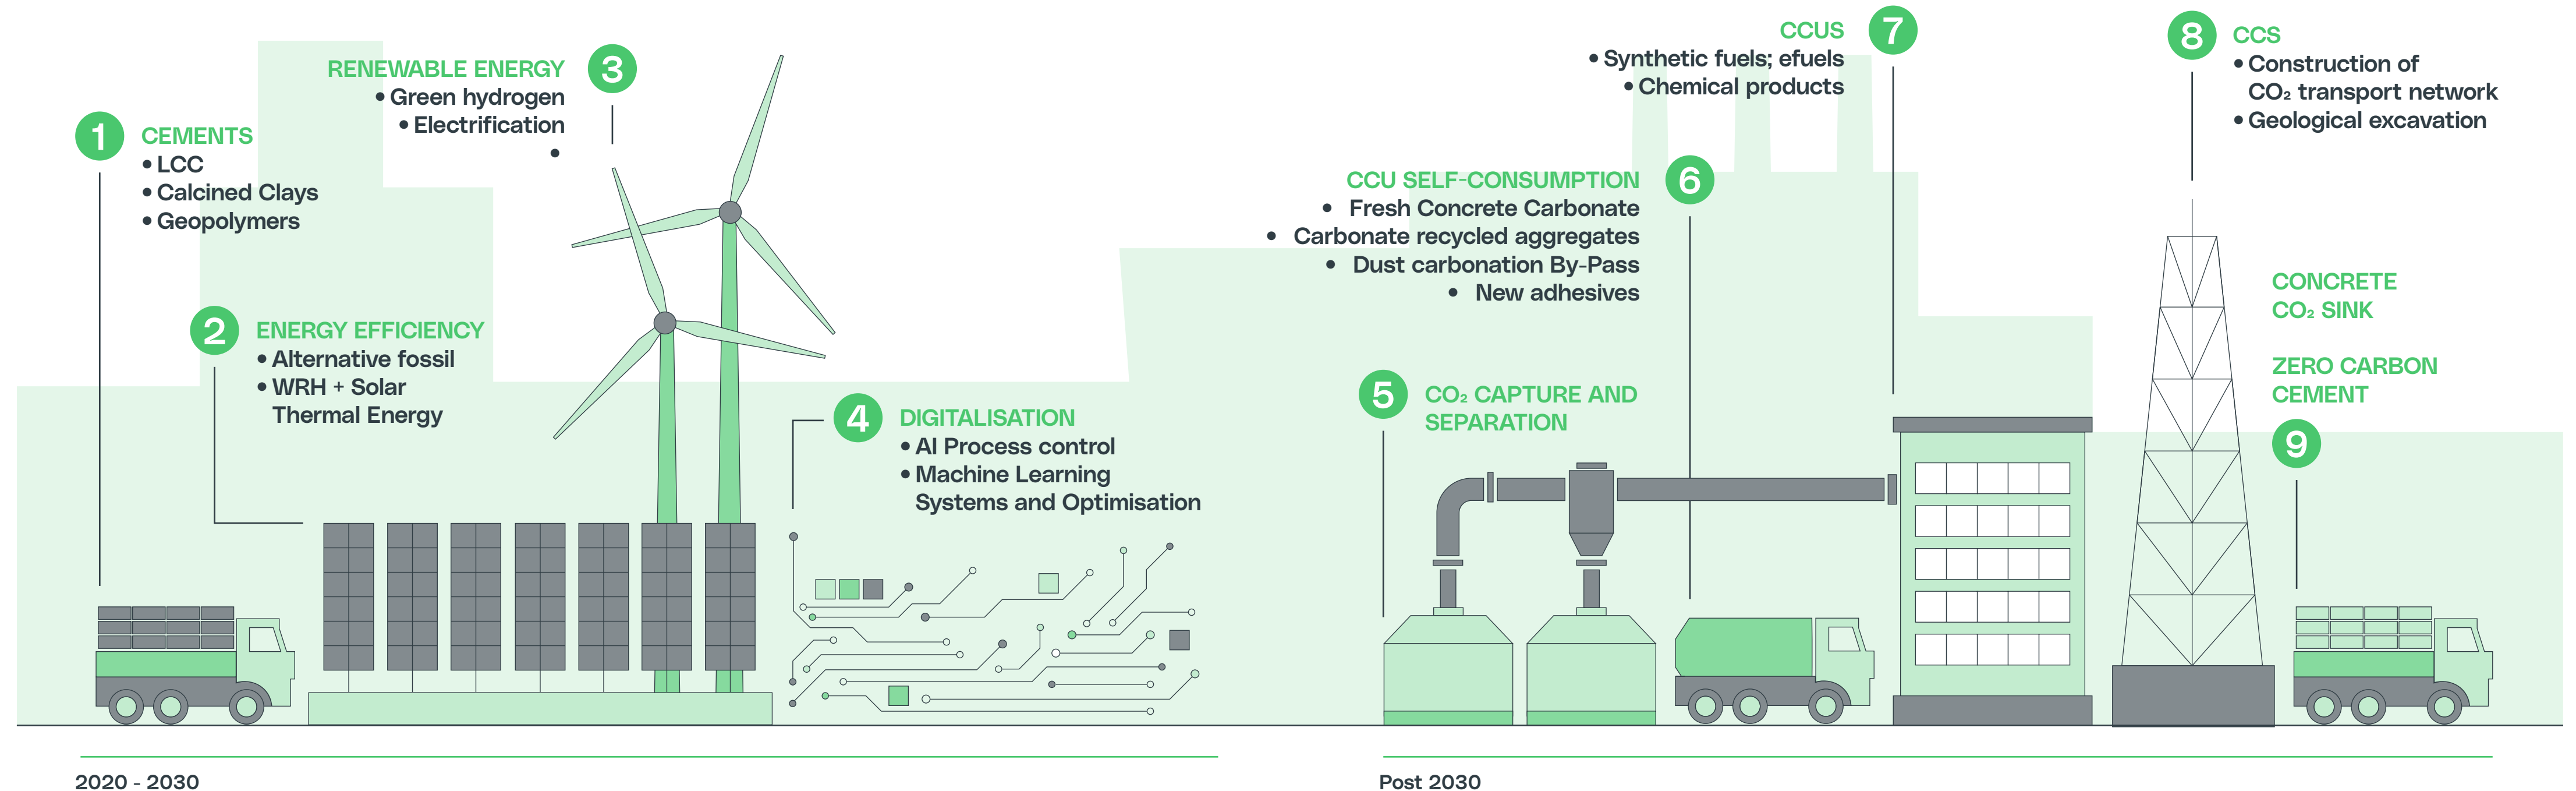 1
CEMENTS
• LCC
• Calcined Clays
• Geopolymers
2
ENERGY EFFICIENCY
• Alternative fossil
• WRH + Solar
Thermal Energy
RENEWABLE ENERGY
3
• Green hydrogen
• Electrification
•
4
DIGITALISATION
• AI Process control
• Machine Learning
Systems and Optimisation
5
CO₂ CAPTURE AND
SEPARATION
CCU SELF-CONSUMPTION
6
• Fresh Concrete Carbonate
• Carbonate recycled aggregates
• Dust carbonation By-Pass
• New adhesives
CCUS
7
• Synthetic fuels; efuels
• Chemical products
8
CCS
• Construction of
CO₂ transport network
• Geological excavation
CONCRETE
CO₂ SINK
ZERO CARBON
CEMENT
9
2020 - 2030
Post 2030